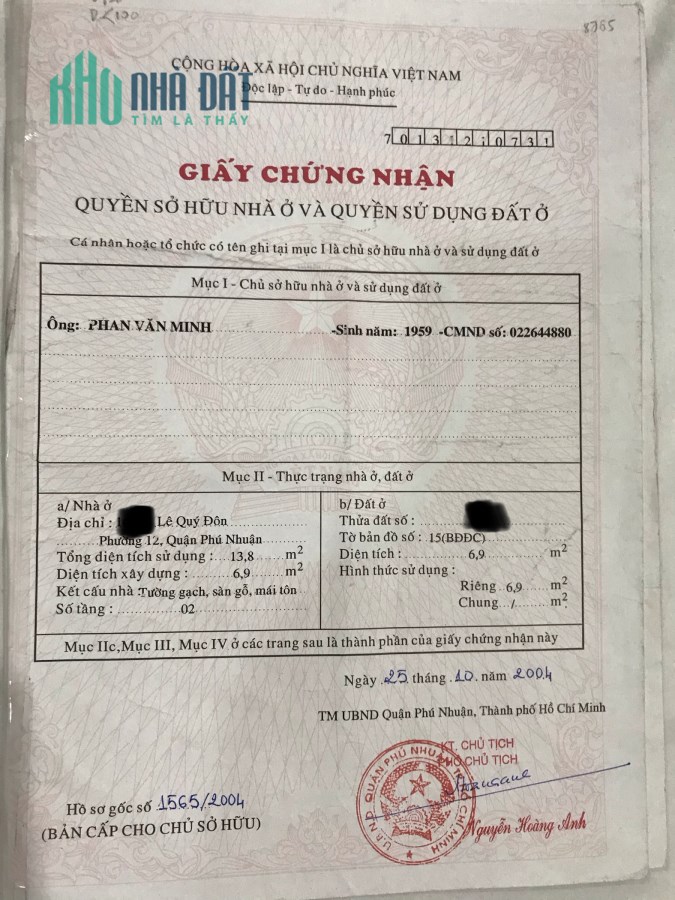 8765
CỘNG HÒA XÃ HỘI CHỦ NGHĨA VIỆT NAM
KHO NHÀ ĐẤT
Độc lập - Tự do - Hạnh phúc
TÌM LÀ THẤY
GIẤY CHỨNG NHẬN
QUYỀN SỞ HỮU NHÀ Ở VÀ QUYỀN SỬ DỤNG ĐẤT Ở
Cá nhân hoặc tổ chức có tên ghi tại mục I là chủ sở hữu nhà ở và sử dụng đất ở
Mục I - Chủ sở hữu nhà ở và sử dụng đất ở
Ông: PHAN VĂN MINH -Sinh năm: 1959 -CMND số: 022644880
Mục II - Thực trạng nhà ở, đất ở
a/ Nhà ở
Địa chỉ : Lê Quý Đôn
Phường 12, Quận Phú Nhuận
Tổng diện tích sử dụng : 13,8 m2
Diện tích xây dựng : 6,9 m2
Kết cấu nhà Tường gạch, sàn gỗ, mái tôn
Số tầng : 02
b/ Đất ở
Thửa đất số :
Tờ bản đồ số : 15(BĐĐC)
Diện tích : 6,9 m2
Hình thức sử dụng :
Riêng 6,9 m2
Chung / m2
Mục IIc,Mục III, Mục IV ở các trang sau là thành phần của giấy chứng nhận này
Ngày 25 tháng 10 năm 2004
TM UBND Quận Phú Nhuận, Thành phố Hồ Chí Minh
KT. CHỦ TỊCH
PHÓ CHỦ TỊCH
U.B.N.D QUẬN PHÚ NHUẬN T.P HỒ CHÍ MINH
Nguyễn Hoàng Anh
Hồ sơ gốc số 1565/2004
(BẢN CẤP CHO CHỦ SỞ HỮU)